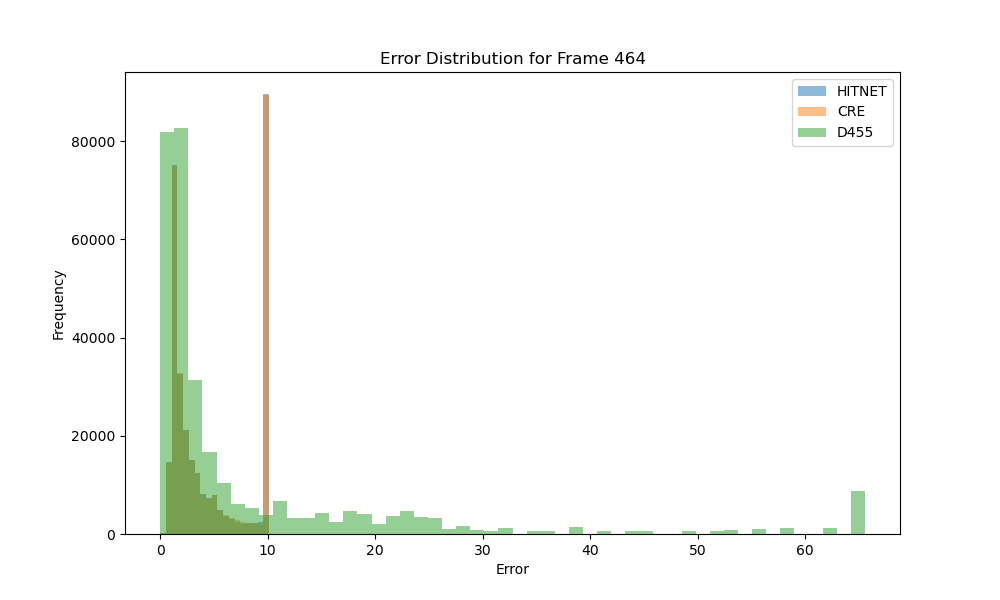 Error Distribution for Frame 464
HITNET
CRE
D455
Frequency
80000
60000
40000
20000
0
0 10 20 30 40 50 60
Error